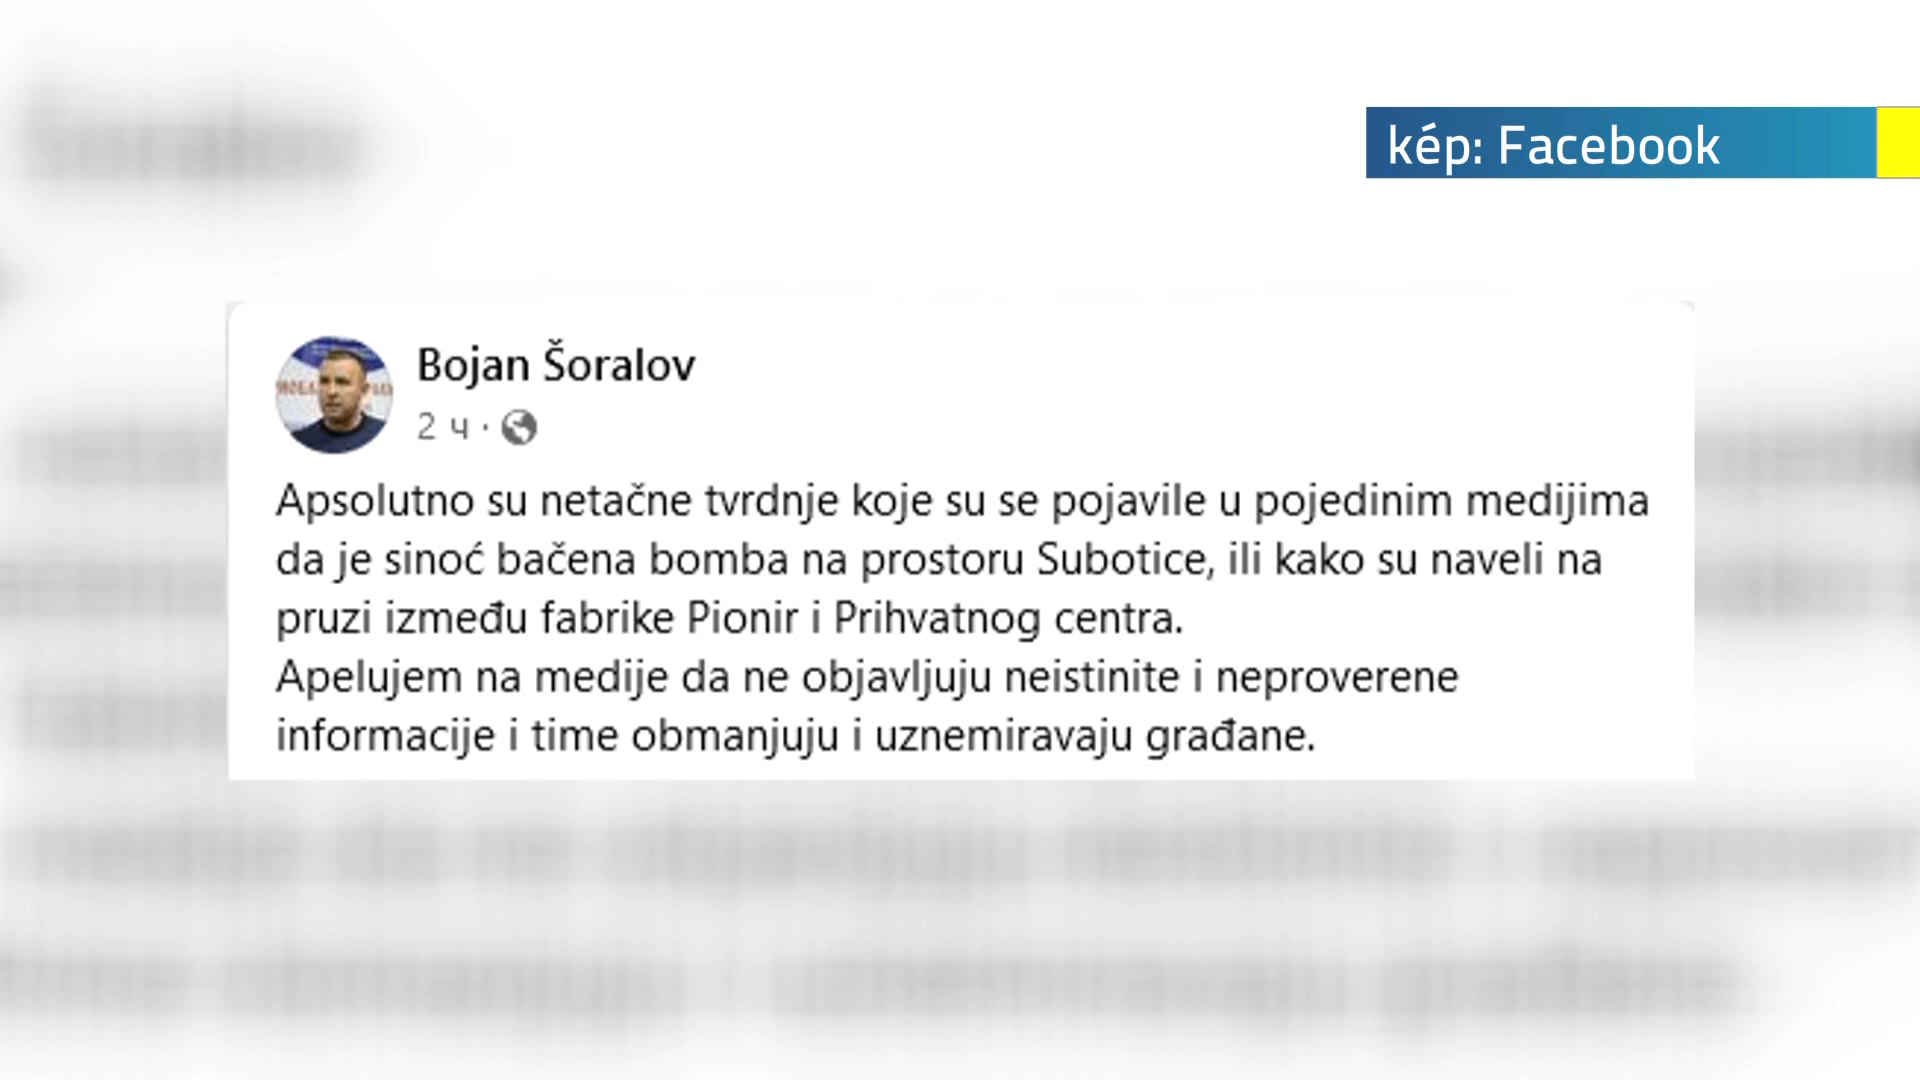 kép: Facebook
Bojan Šoralov
2 ч ·
Apsolutno su netačne tvrdnje koje su se pojavile u pojedinim medijima
da je sinoć bačena bomba na prostoru Subotice, ili kako su naveli na
pruzi između fabrike Pionir i Prihvatnog centra.
Apelujem na medije da ne objavljuju neistinite i neproverene
informacije i time obmanjuju i uznemiravaju građane.